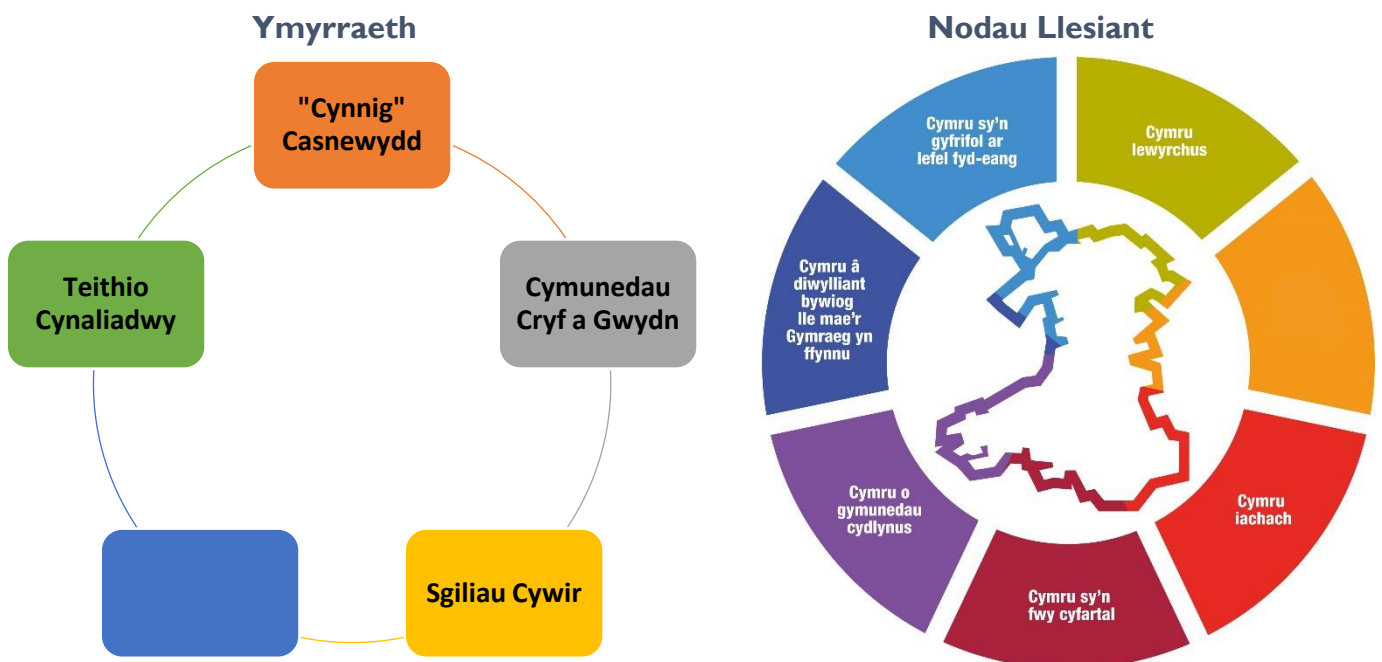 Ymyrraeth
"Cynnig"
Casnewydd
Teithio
Cynaliadwy
Cymunedau
Cryf a Gwydn
Sgiliau Cywir
Nodau Llesiant
Cymru sy'n
gyfrifol ar
lefel fyd-eang
Cymru
lewyrchus
Cymru â
diwylliant
bywiog
lle mae'r
Gymraeg yn
ffynnu
Cymru o
gymunedau
cydlynus
Cymru
iachach
Cymru sy'n
fwy cyfartal